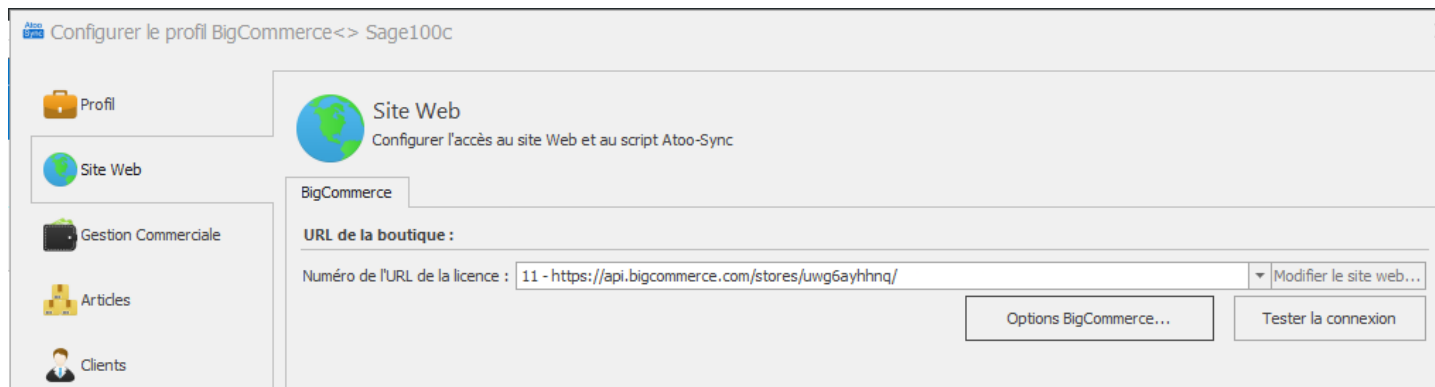 Atoo Sync Configurer le profil BigCommerce<> Sage100c
Profil
Site Web
Gestion Commerciale
Articles
Clients
Site Web
Configurer l'accès au site Web et au script Atoo-Sync
BigCommerce
URL de la boutique :
Numéro de l'URL de la licence : 11 - https://api.bigcommerce.com/stores/uwg6ayhhnq/ Modifier le site web...
Options BigCommerce... Tester la connexion